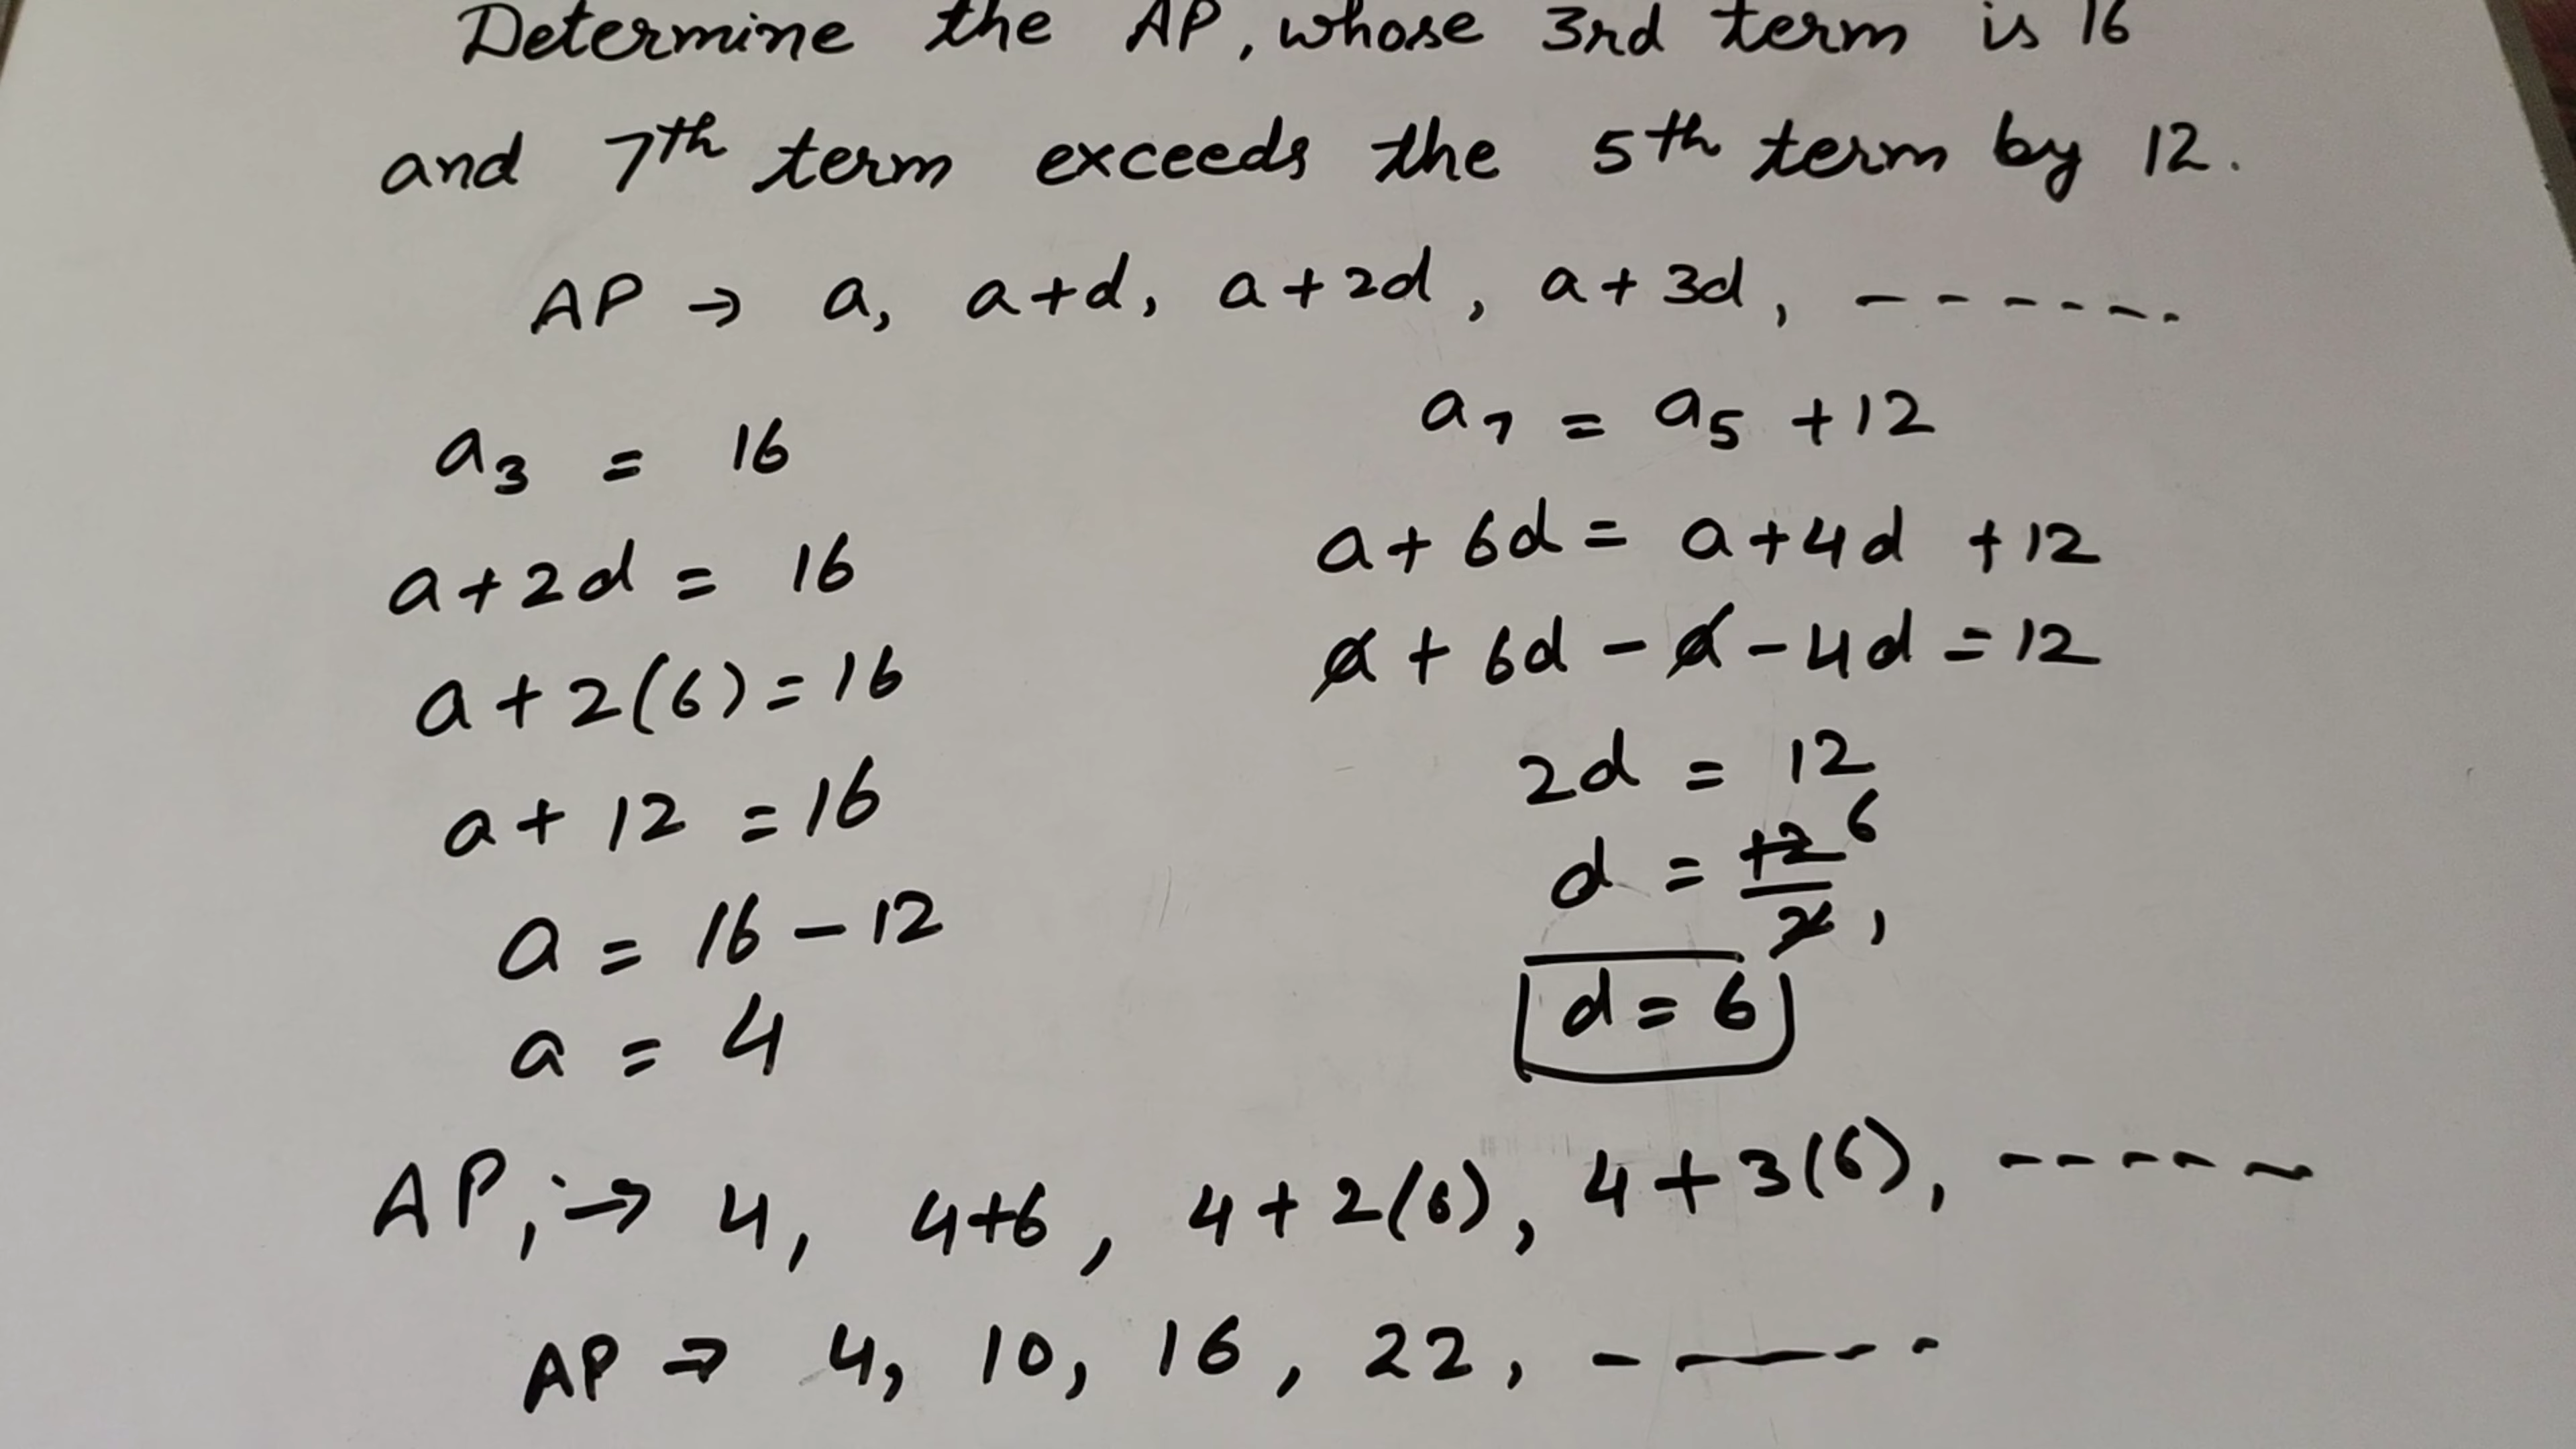 Determine the AP, whose 3rd term is 16
and 7th term exceeds the 5th term by 12.
AP → a, a+d, a+2d, a+3d, ------
a3 = 16
a+2d = 16
a+2(6)=16
a+ 12 =16
a = 16-12
a = 4
a7 = a5 +12
a+6d = a+4d +12
a+6d-a-4d=12
2d = 12
d = 12/2 6 1
d=6
AP, :→ 4, 4+6, 4+2(6), 4+3(6), -----
AP ⇒ 4, 10, 16, 22, ----